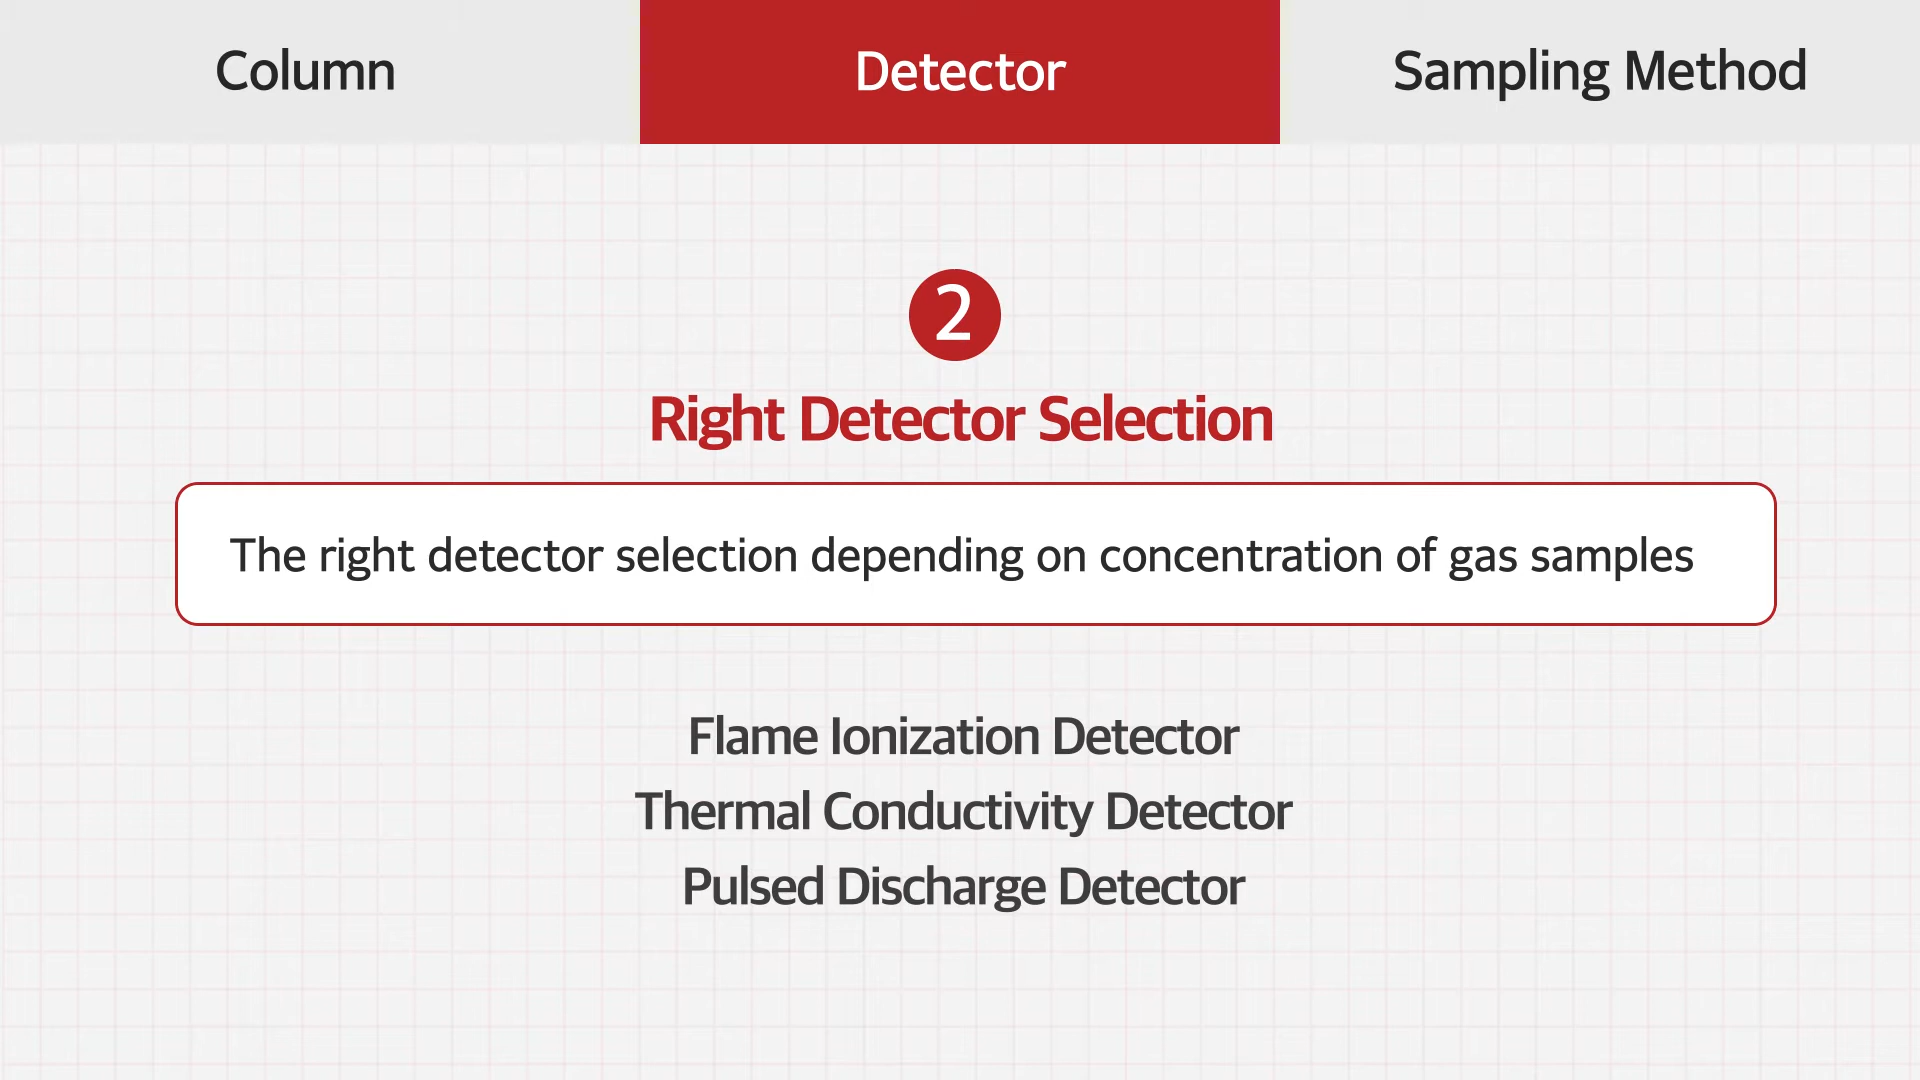 Column
Detector
Sampling Method
2
Right Detector Selection
The right detector selection depending on concentration of gas samples
Flame Ionization Detector
Thermal Conductivity Detector
Pulsed Discharge Detector